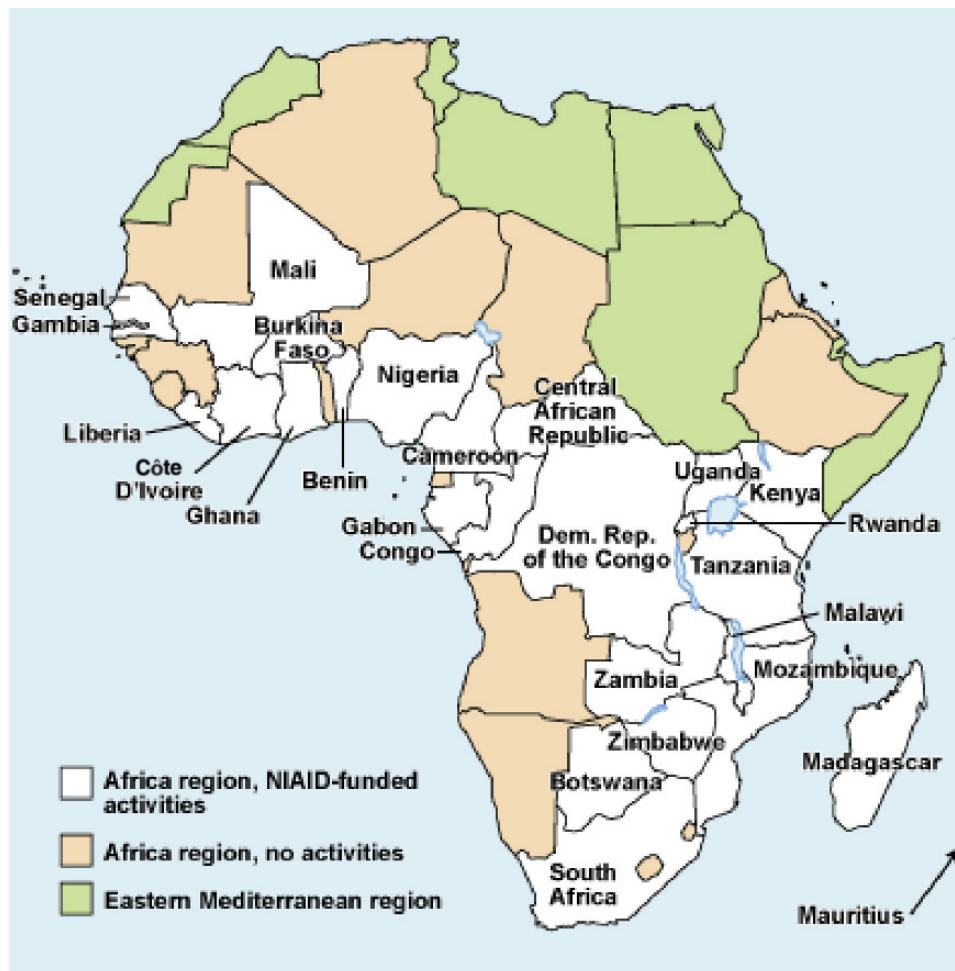 Mali
Senegal
Gambia
Burkina
Faso
Nigeria
Central
African
Republic
Liberia
Côte
D'Ivoire
Ghana
Benin
Cameroon
Uganda
Kenya
Gabon
Congo
Rwanda
Dem. Rep.
of the Congo
Tanzania
Malawi
Mozambique
Zambia
Zimbabwe
Botswana
Madagascar
South
Africa
Mauritius
Africa region, NIAID-funded
activities
Africa region, no activities
Eastern Mediterranean region